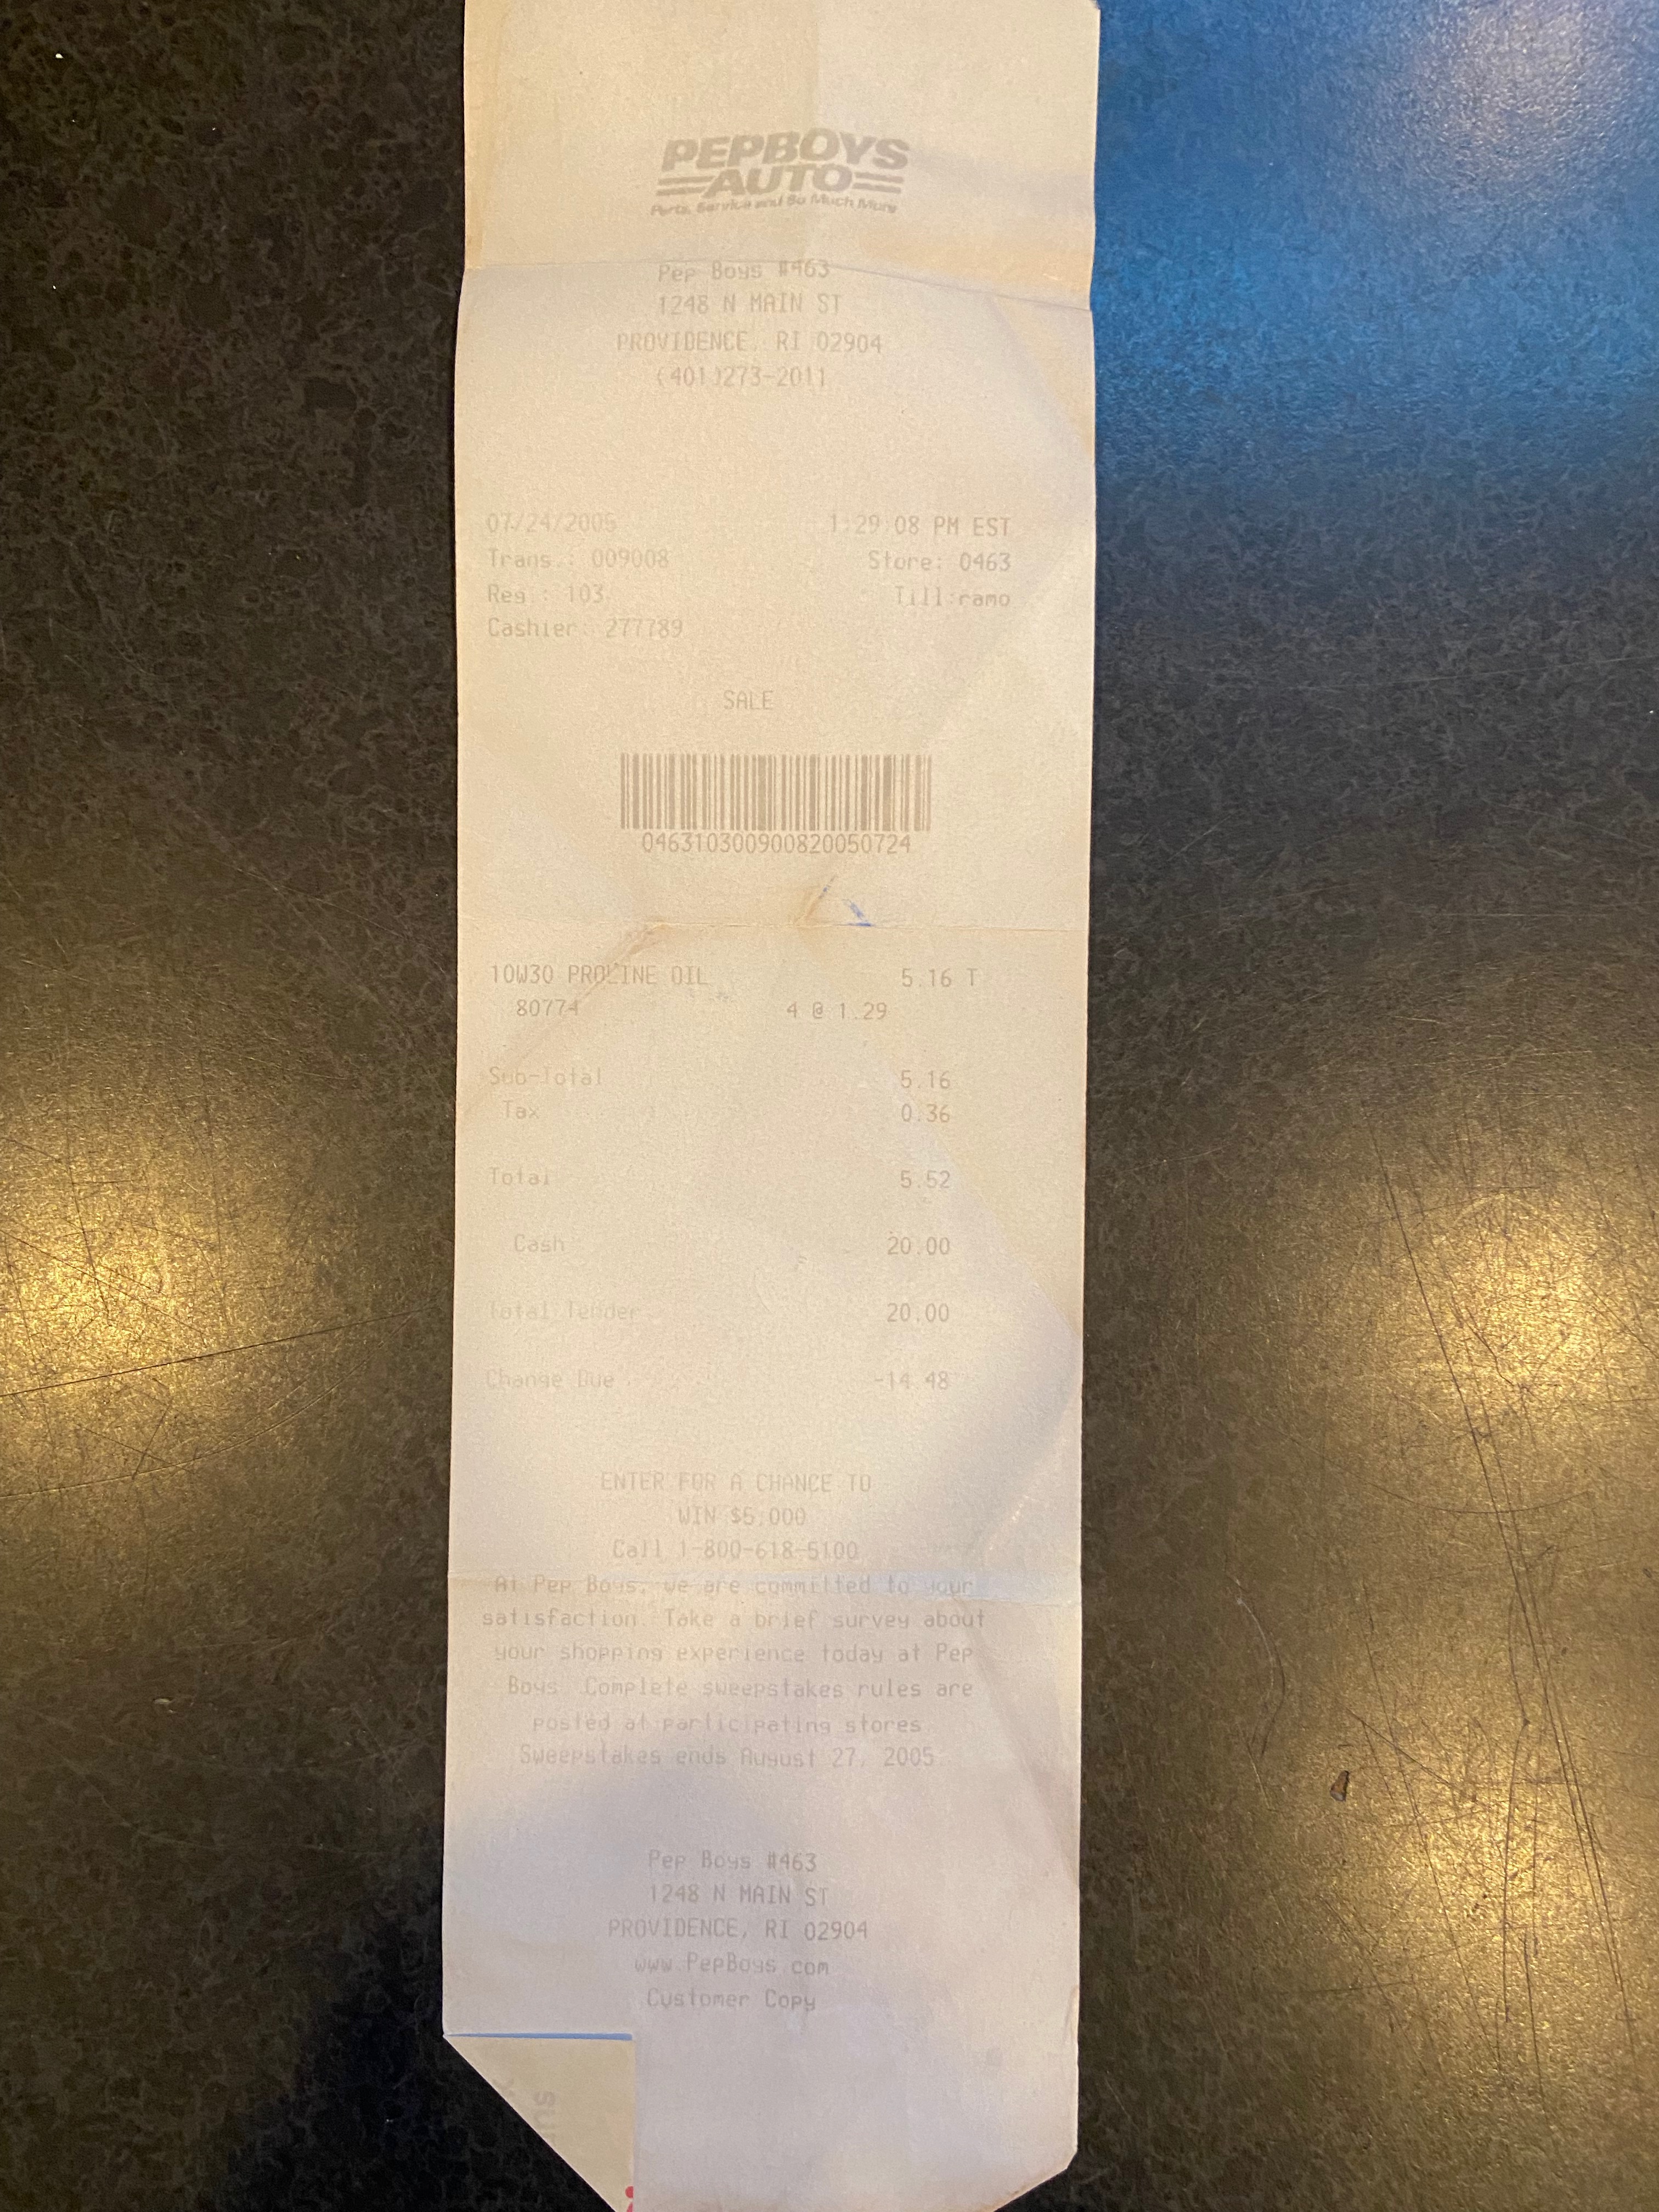 PEPBOYS
AUTO
Parts, Service and So Much More
Pep Boys #463
1248 N MAIN ST
PROVIDENCE, RI 02904
(401)273-2011
07/24/2005 1:29:08 PM EST
Trans.: 009008 Store: 0463
Reg.: 103 Till:ramo
Cashier: 277789
SALE
046310300900820050724
10W30 PROLINE OIL 5.16 T
80774 4 @ 1.29
Sub-Total 5.16
Tax 0.36
Total 5.52
Cash 20.00
Total Tender 20.00
Change Due -14.48
ENTER FOR A CHANCE TO
WIN $5,000
Call 1-800-618-5100
At Pep Boys, we are committed to your
satisfaction. Take a brief survey about
your shopping experience today at Pep
Boys. Complete sweepstakes rules are
posted at participating stores.
Sweepstakes ends August 27, 2005.
Pep Boys #463
1248 N MAIN ST
PROVIDENCE, RI 02904
www.PepBoys.com
Customer Copy